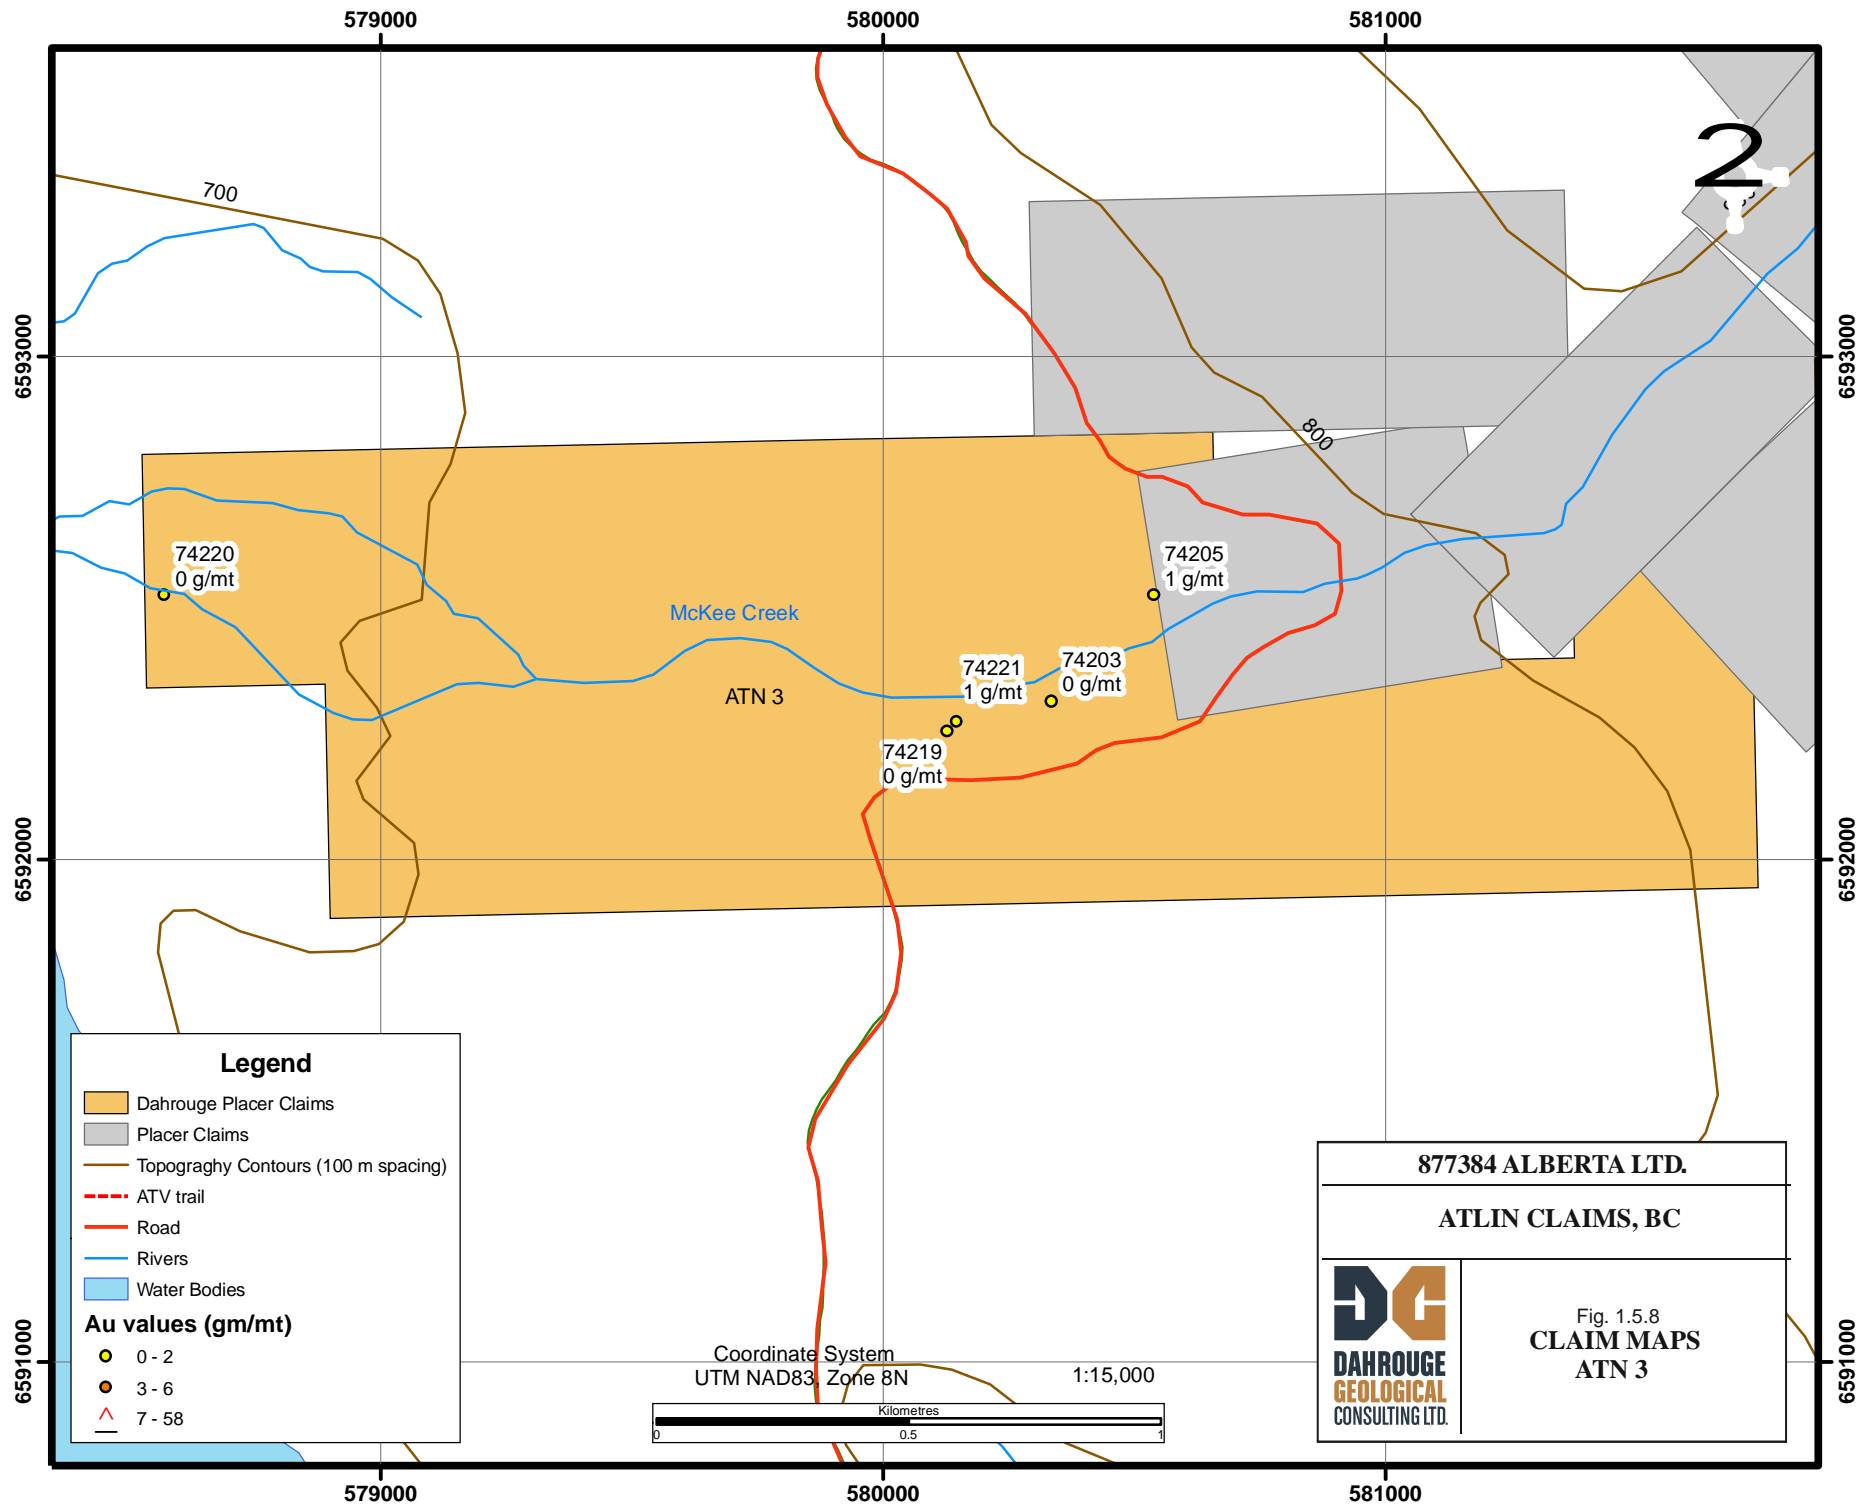 579000
580000
581000
2
700
6593000
6593000
800
74220
0 g/mt
74205
1 g/mt
McKee Creek
74203
0 g/mt
74221
1 g/mt
ATN 3
74219
0 g/mt
6592000
6592000
Legend
Dahrouge Placer Claims
Placer Claims
Topograghy Contours (100 m spacing)
ATV trail
Road
Rivers
Water Bodies
Au values (gm/mt)
0 - 2
3 - 6
7 - 58
877384 ALBERTA LTD.
ATLIN CLAIMS, BC
Fig. 1.5.8
CLAIM MAPS
ATN 3
DAHROUGE
GEOLOGICAL
CONSULTING LTD.
6591000
6591000
Coordinate System
UTM NAD83, Zone 8N
1:15,000
Kilometres
0 0.5 1
579000
580000
581000